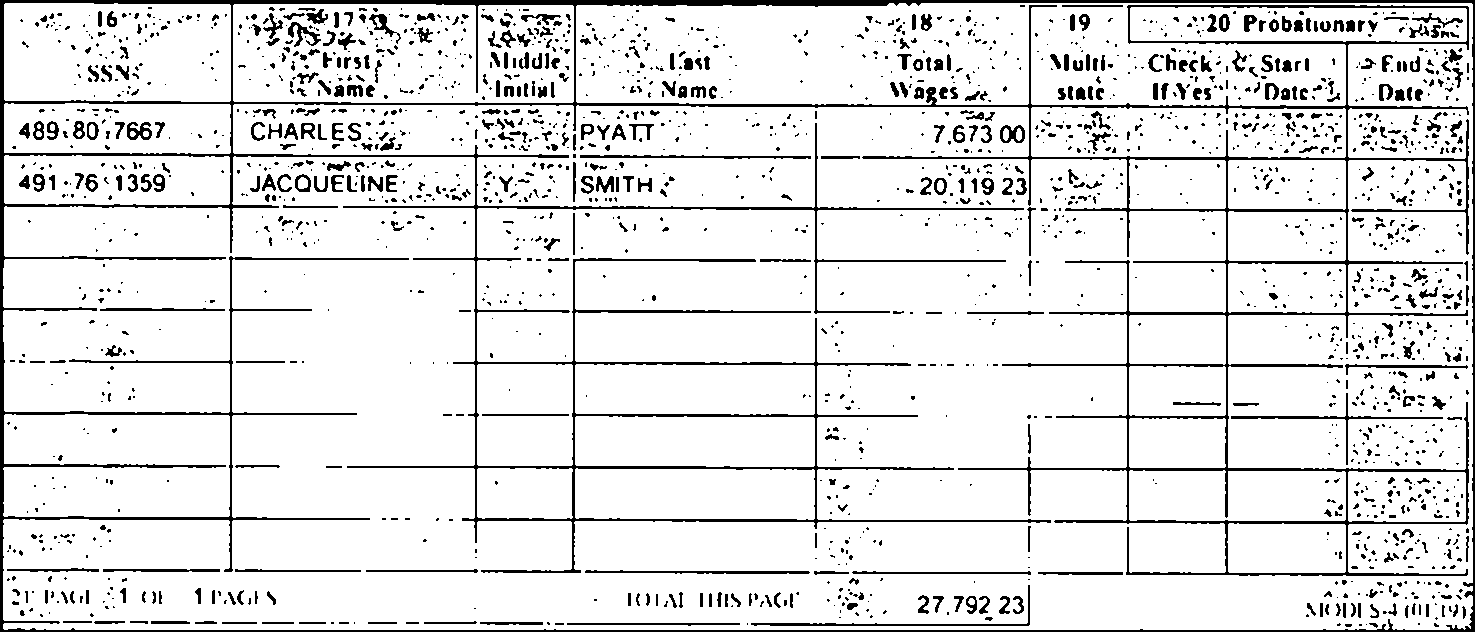 16 17 18 19 20 Probationary
SSN First Name Middle Initial Last Name Total Wages Multi-state Check If Yes Start Date End Date
489 80 7667 CHARLES PYATT 7,673 00
491 76 1359 JACQUELINE Y SMITH 20,119 23
21 PAGE 1 OF 1 PAGES TOTAL THIS PAGE 27,792 23 MODES-4 (01 19)